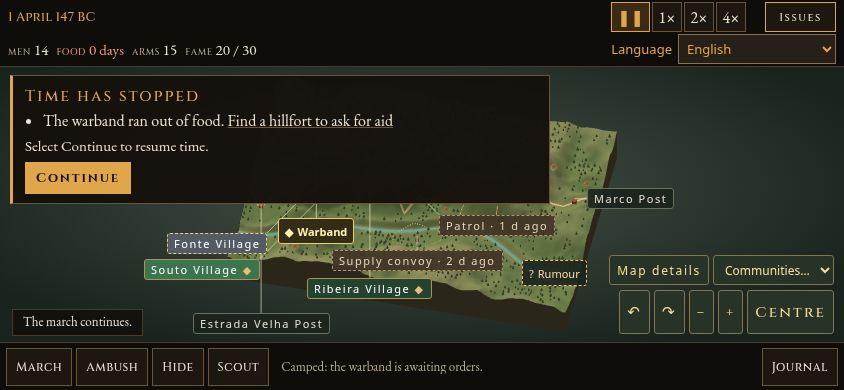 1 April 147 BC
❚❚ 1× 2× 4× Issues
MEN 14 FOOD 0 days ARMS 15 FAME 20 / 30
Language English
Time has stopped
• The warband ran out of food. Find a hillfort to ask for aid
Select Continue to resume time.
Continue
Marco Post
Patrol · 1 d ago
◆ Warband
Fonte Village
Supply convoy · 2 d ago
Souto Village ◆
? Rumour
Map details Communities...
Ribeira Village ◆
↶ ↷ − + Centre
The march continues.
Estrada Velha Post
March Ambush Hide Scout Camped: the warband is awaiting orders. Journal